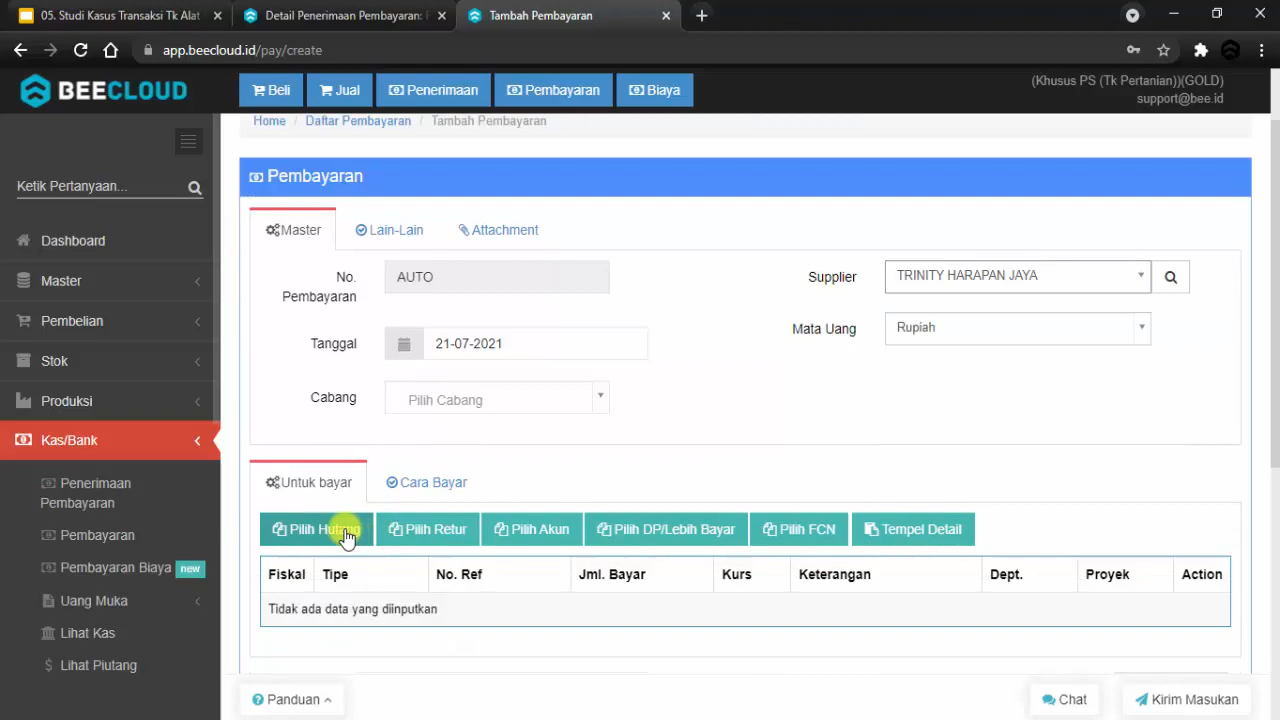 05. Studi Kasus Transaksi Tk Alat
Detail Penerimaan Pembayaran:
Tambah Pembayaran
app.beecloud.id/pay/create
BEECLOUD
Beli
Jual
Penerimaan
Pembayaran
Biaya
(Khusus PS (Tk Pertanian))(GOLD)
support@bee.id
Home / Daftar Pembayaran / Tambah Pembayaran
Ketik Pertanyaan...
Dashboard
Master
Pembelian
Stok
Produksi
Kas/Bank
Penerimaan
Pembayaran
Pembayaran
Pembayaran Biaya new
Uang Muka
Lihat Kas
Lihat Piutang
Pembayaran
Master
Lain-Lain
Attachment
No.
Pembayaran
AUTO
Supplier
TRINITY HARAPAN JAYA
Tanggal
21-07-2021
Mata Uang
Rupiah
Cabang
Pilih Cabang
Untuk bayar
Cara Bayar
Pilih Hutang
Pilih Retur
Pilih Akun
Pilih DP/Lebih Bayar
Pilih FCN
Tempel Detail
Fiskal Tipe No. Ref Jml. Bayar Kurs Keterangan Dept. Proyek Action
Tidak ada data yang diinputkan
Panduan
Chat
Kirim Masukan